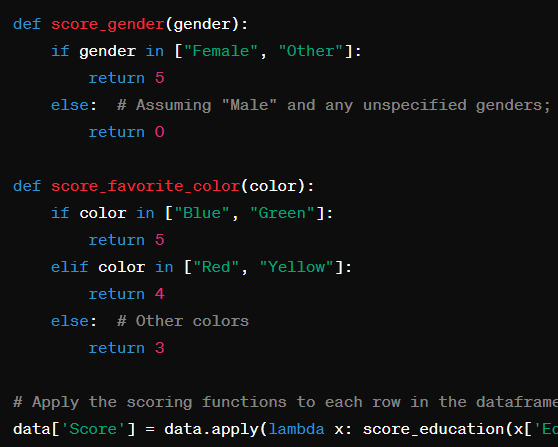 def score_gender(gender):
    if gender in ["Female", "Other"]:
        return 5
    else:  # Assuming "Male" and any unspecified genders;
        return 0

def score_favorite_color(color):
    if color in ["Blue", "Green"]:
        return 5
    elif color in ["Red", "Yellow"]:
        return 4
    else:  # Other colors
        return 3

# Apply the scoring functions to each row in the dataframe
data['Score'] = data.apply(lambda x: score_education(x['Ed